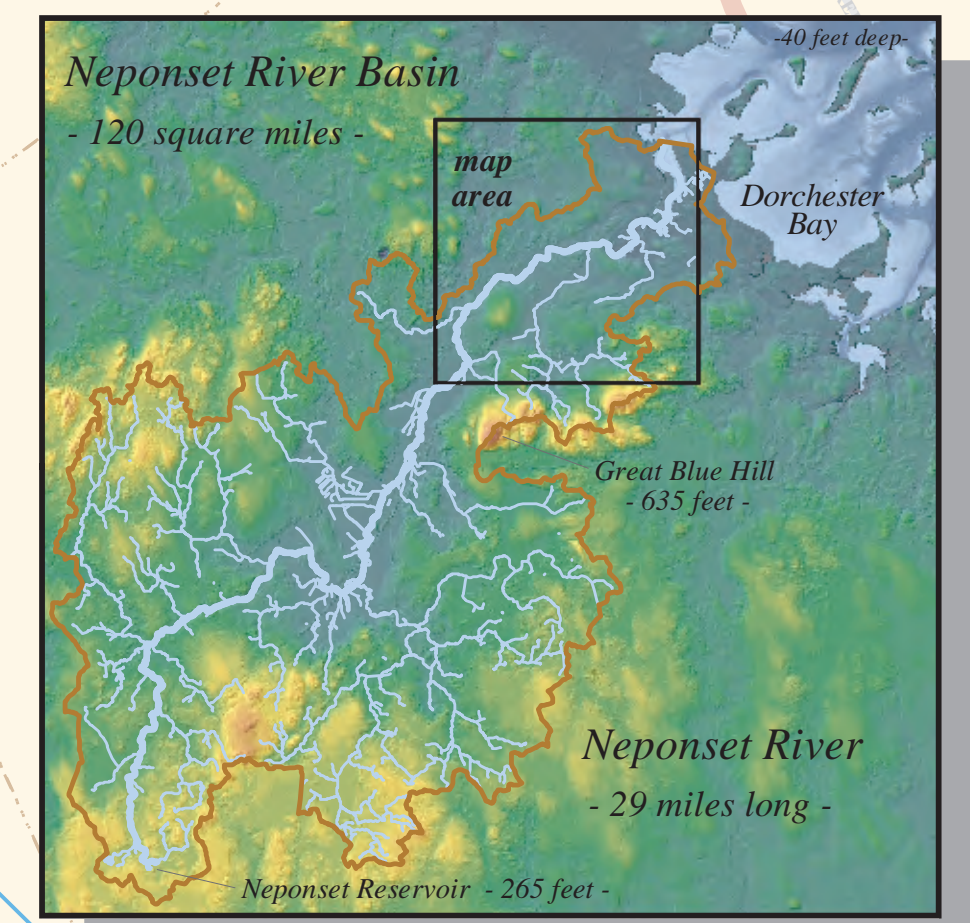 -40 feet deep-
Neponset River Basin
- 120 square miles -
map
area
Dorchester
Bay
Great Blue Hill
- 635 feet -
Neponset River
- 29 miles long -
Neponset Reservoir - 265 feet -